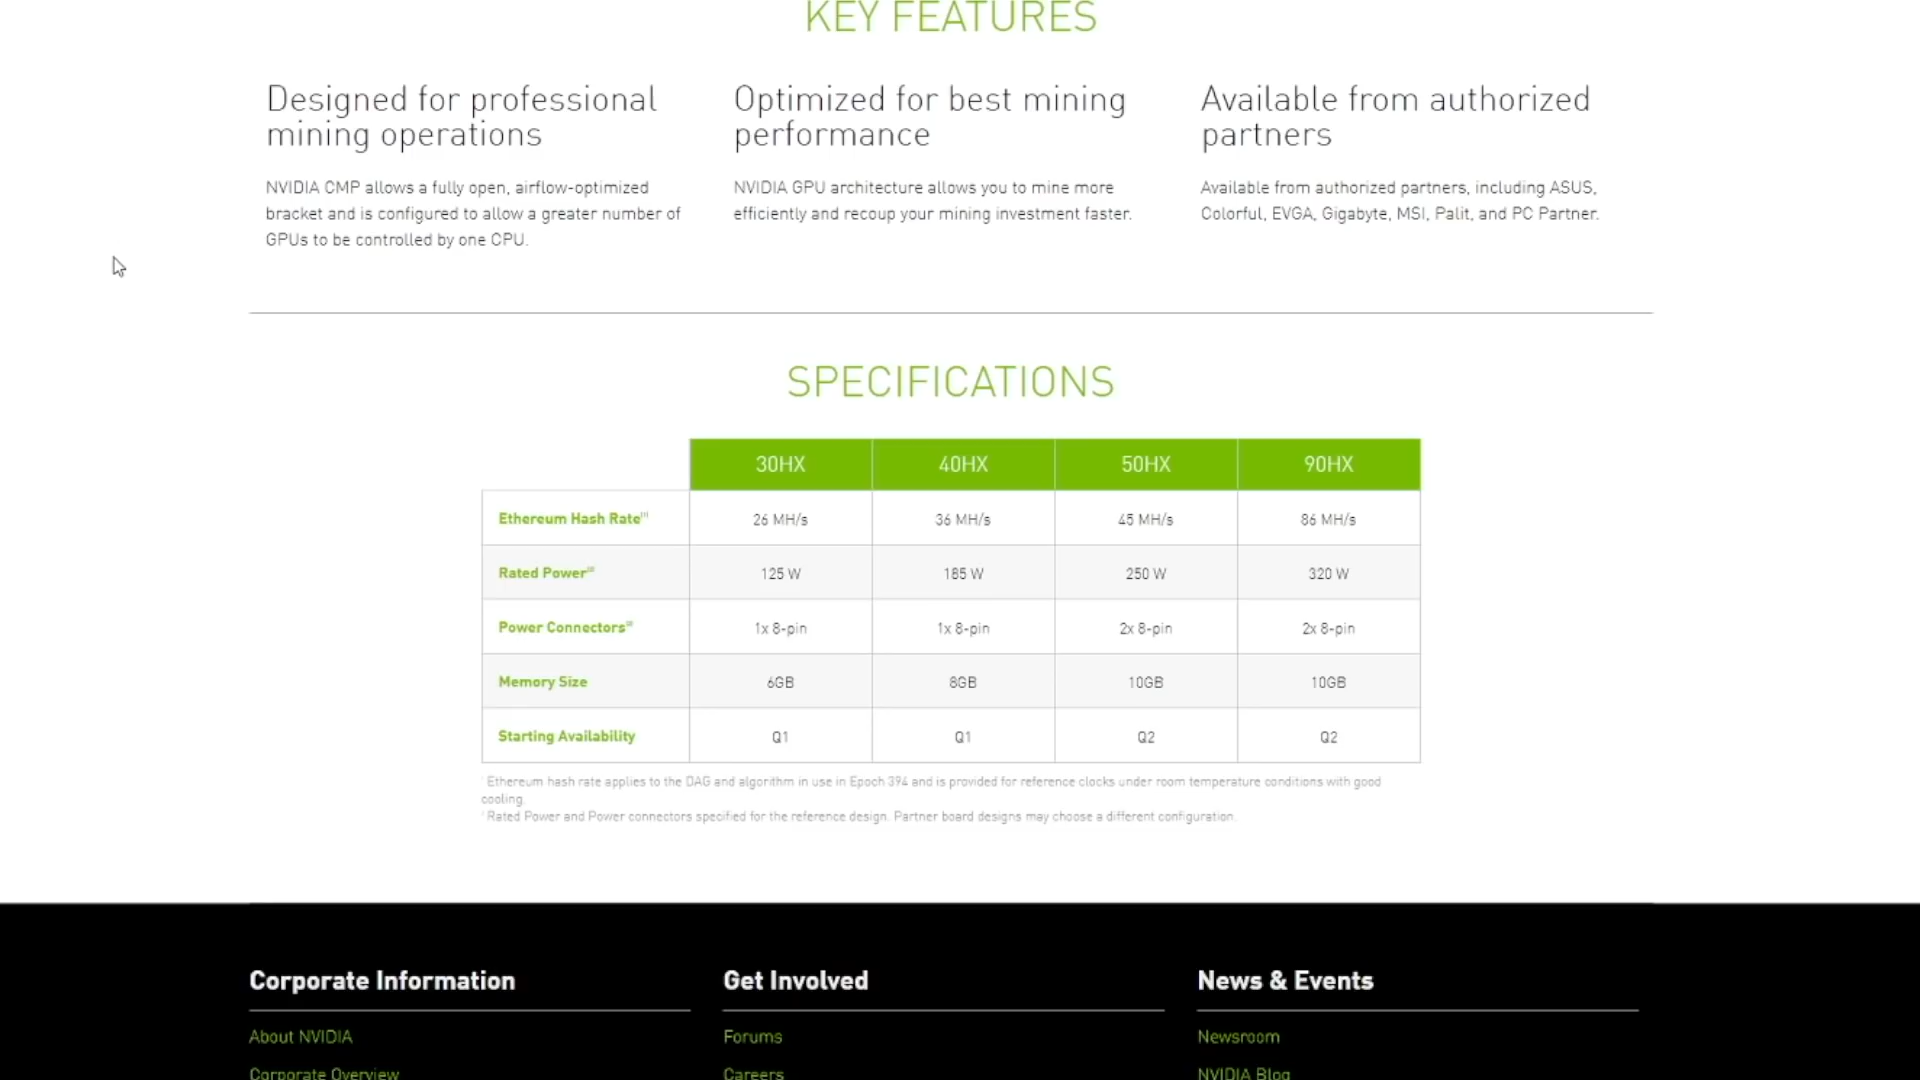 KEY FEATURES
Designed for professional
mining operations
NVIDIA CMP allows a fully open, airflow-optimized
bracket and is configured to allow a greater number of
GPUs to be controlled by one CPU.
Optimized for best mining
performance
NVIDIA GPU architecture allows you to mine more
efficiently and recoup your mining investment faster.
Available from authorized
partners
Available from authorized partners, including ASUS,
Colorful, EVGA, Gigabyte, MSI, Palit, and PC Partner.
SPECIFICATIONS
30HX 40HX 50HX 90HX
Ethereum Hash Rate 26 MH/s 36 MH/s 45 MH/s 86 MH/s
Rated Power 125 W 185 W 250 W 320 W
Power Connectors 1x 8-pin 1x 8-pin 2x 8-pin 2x 8-pin
Memory Size 6GB 8GB 10GB 10GB
Starting Availability Q1 Q1 Q2 Q2
Ethereum hash rate applies to the DAG and algorithm in use in Epoch 394 and is provided for reference clocks under room temperature conditions with good
cooling.
Rated Power and Power connectors specified for the reference design. Partner board designs may choose a different configuration.
Corporate Information
About NVIDIA
Corporate Overview
Get Involved
Forums
Careers
News & Events
Newsroom
NVIDIA Blog